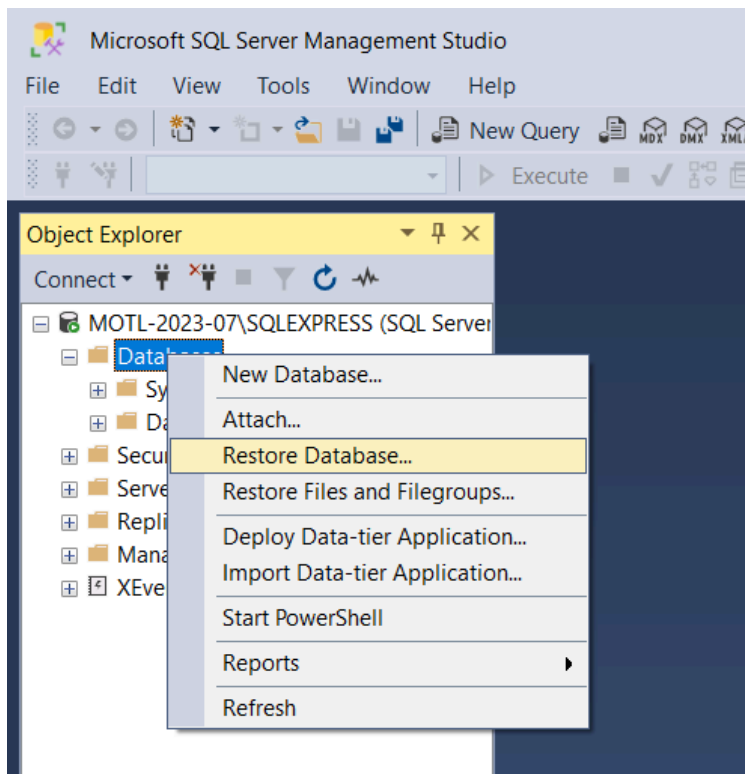 Microsoft SQL Server Management Studio
File Edit View Tools Window Help
New Query MDX DMX
Execute
Object Explorer
Connect
MOTL-2023-07\SQLEXPRESS (SQL Server
New Database...
Attach...
Restore Database...
Restore Files and Filegroups...
Deploy Data-tier Application...
Import Data-tier Application...
Start PowerShell
Reports
Refresh